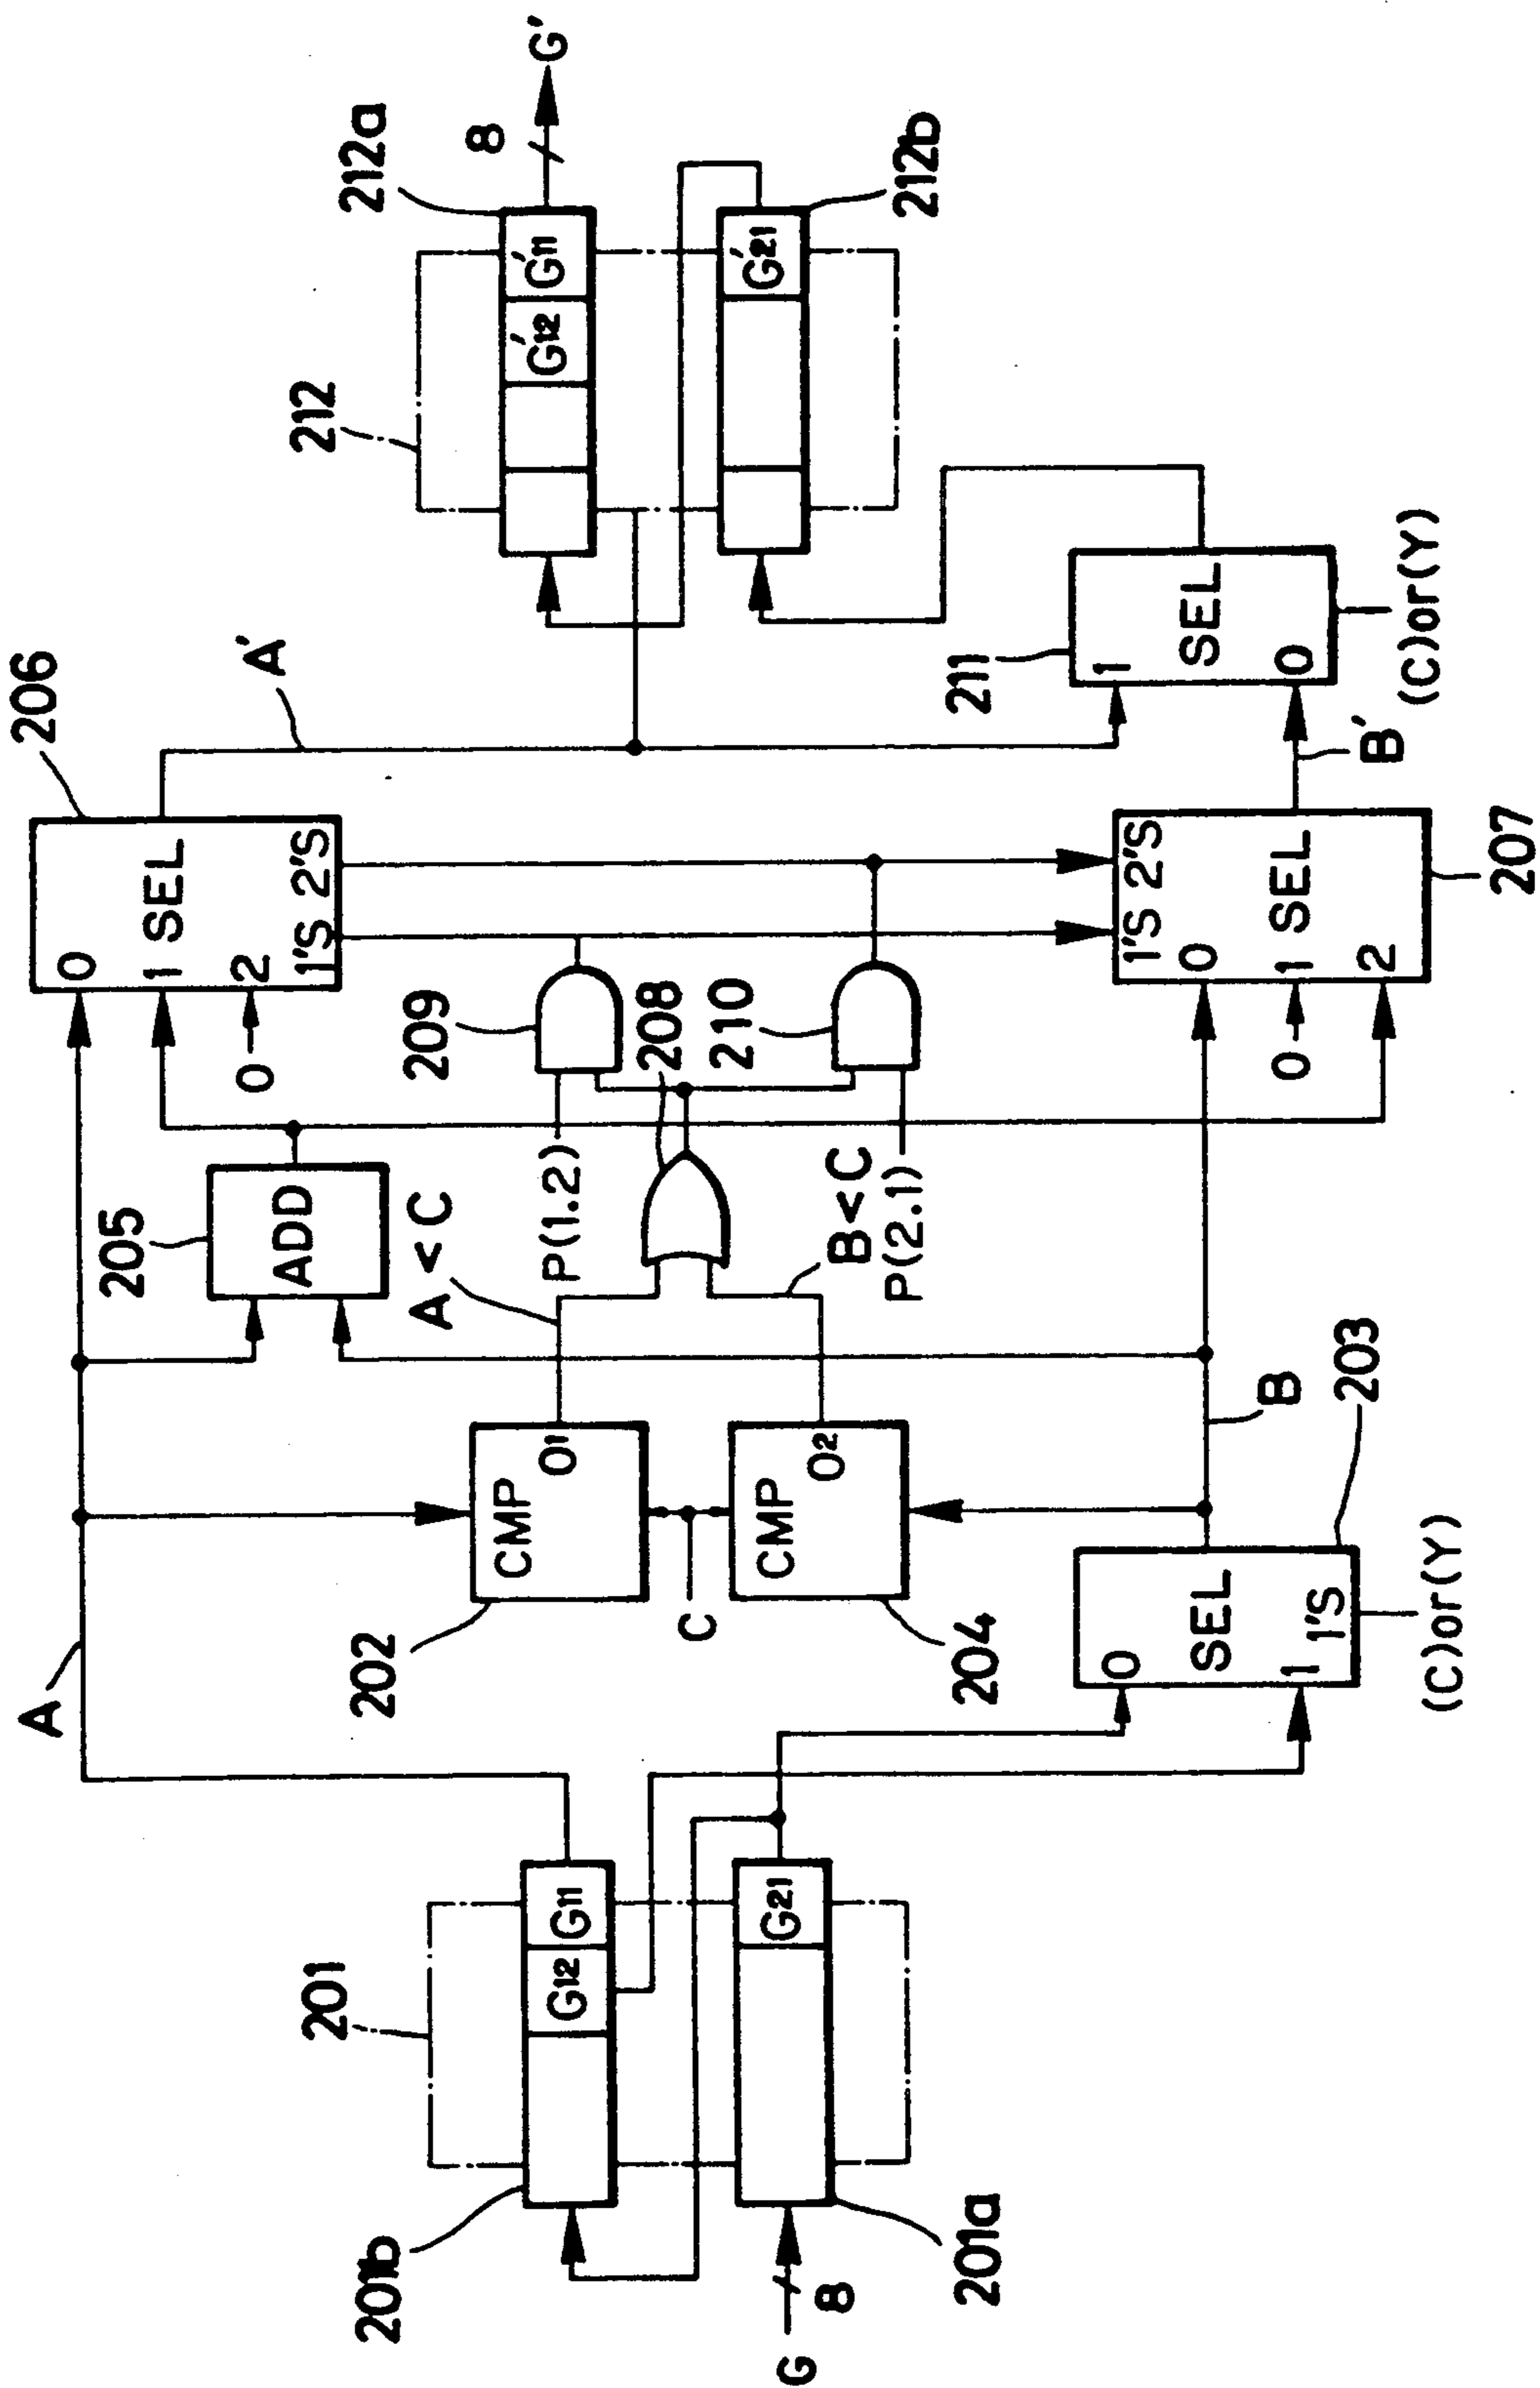 206
A'
212
212a
8
G'
G'12
G'11
G'21
212b
0
1 SEL
2
1'S 2'S
0
205
ADD
A
A < C
209
P(1.2)
208
210
B < C
P(2.1)
201
201b
G12
G11
G21
201a
G
8
202
CMP
O1
C
CMP
O2
204
0
SEL
1 1'S
(C)or(Y)
203
B
1'S 2'S
0
1 SEL
2
0
207
B'
211
1
SEL
0
(C)or(Y)